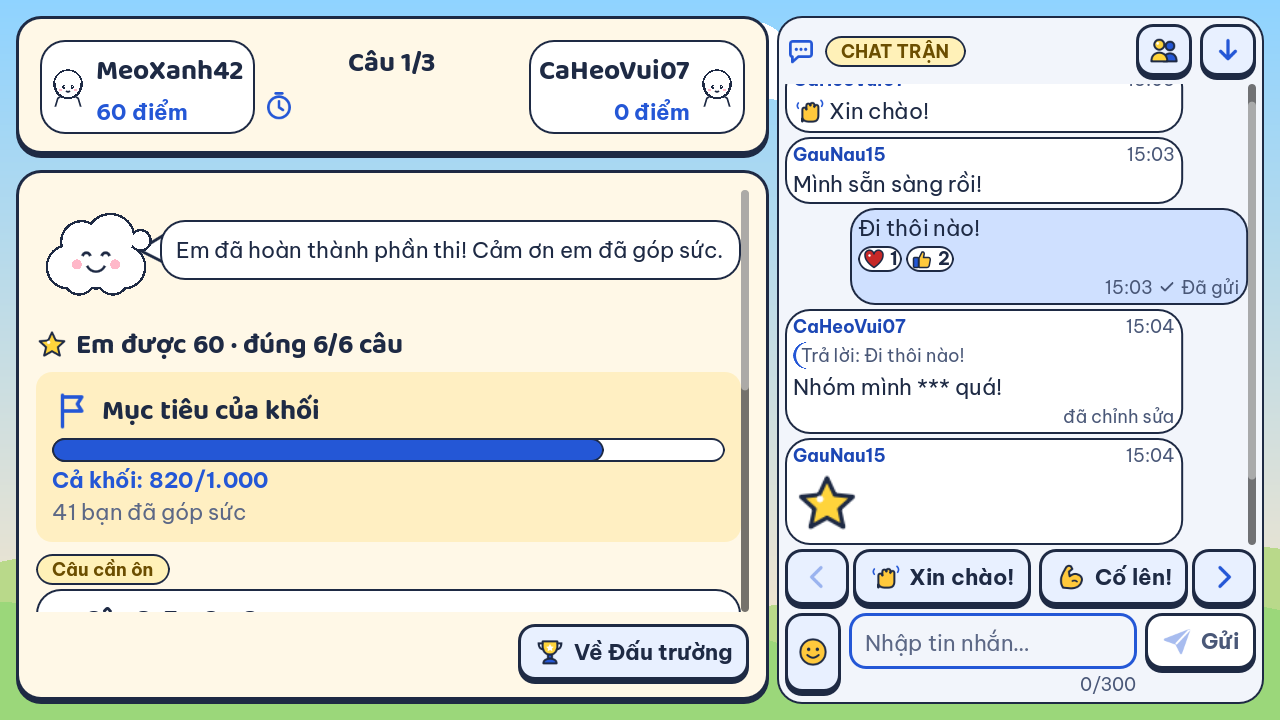 MeoXanh42
60 điểm
Câu 1/3
CaHeoVui07
0 điểm
Em đã hoàn thành phần thi! Cảm ơn em đã góp sức.
Em được 60 · đúng 6/6 câu
Mục tiêu của khối
Cả khối: 820/1.000
41 bạn đã góp sức
Câu cần ôn
Về Đấu trường
CHAT TRẬN
Xin chào!
GauNau15 15:03
Mình sẵn sàng rồi!
Đi thôi nào!
1 2
15:03 ✓ Đã gửi
CaHeoVui07 15:04
Trả lời: Đi thôi nào!
Nhóm mình *** quá!
đã chỉnh sửa
GauNau15 15:04
Xin chào! Cố lên!
Nhập tin nhắn... Gửi
0/300